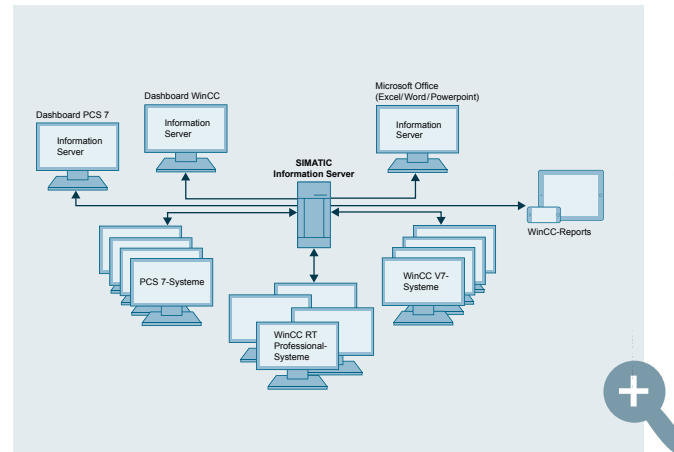 Microsoft Office
(Excel/Word/Powerpoint)
Dashboard WinCC
Dashboard PCS 7
Information
Server
Information
Server
Information
Server
SIMATIC
Information Server
WinCC-Reports
PCS 7-Systeme
WinCC V7-
Systeme
WinCC RT
Professional-
Systeme